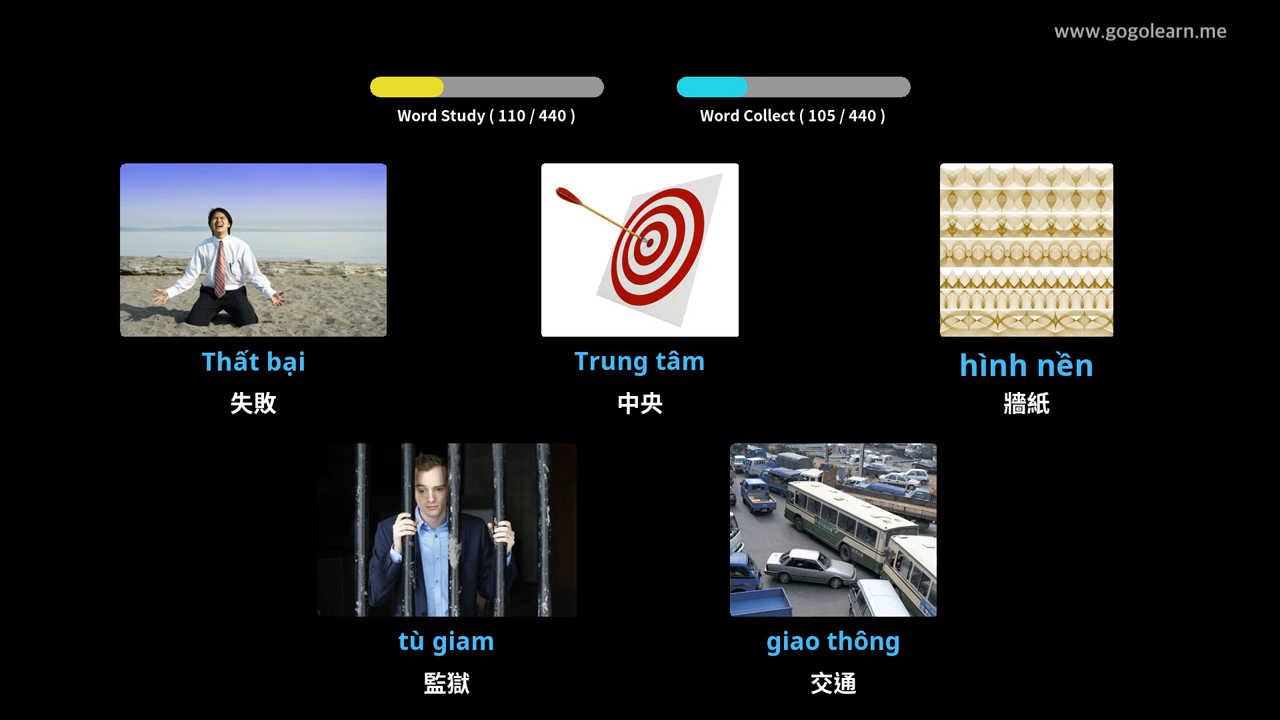 www.gogolearn.me
Word Study ( 110 / 440 )
Word Collect ( 105 / 440 )
Thất bại
失敗
Trung tâm
中央
hình nền
牆紙
tù giam
監獄
giao thông
交通